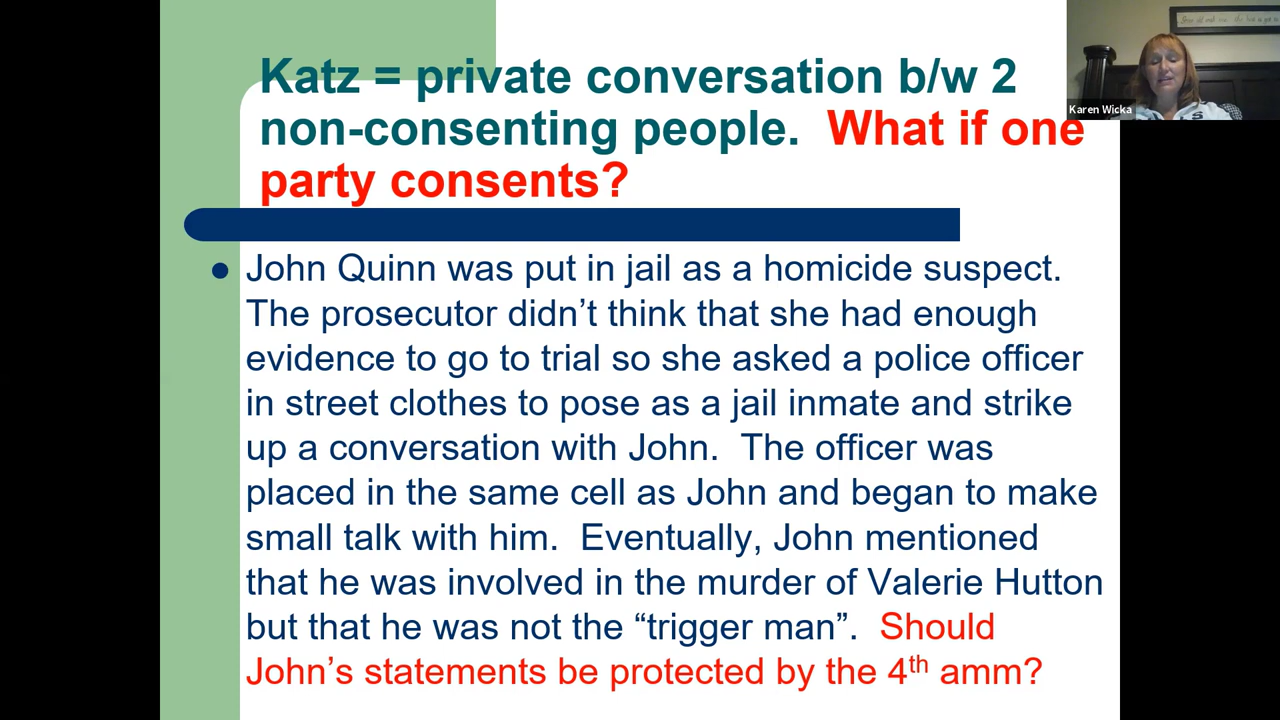 Katz = private conversation b/w 2
non-consenting people. What if one
party consents?
Karen Wicka
John Quinn was put in jail as a homicide suspect.
The prosecutor didn’t think that she had enough
evidence to go to trial so she asked a police officer
in street clothes to pose as a jail inmate and strike
up a conversation with John. The officer was
placed in the same cell as John and began to make
small talk with him. Eventually, John mentioned
that he was involved in the murder of Valerie Hutton
but that he was not the “trigger man”. Should
John’s statements be protected by the 4th amm?